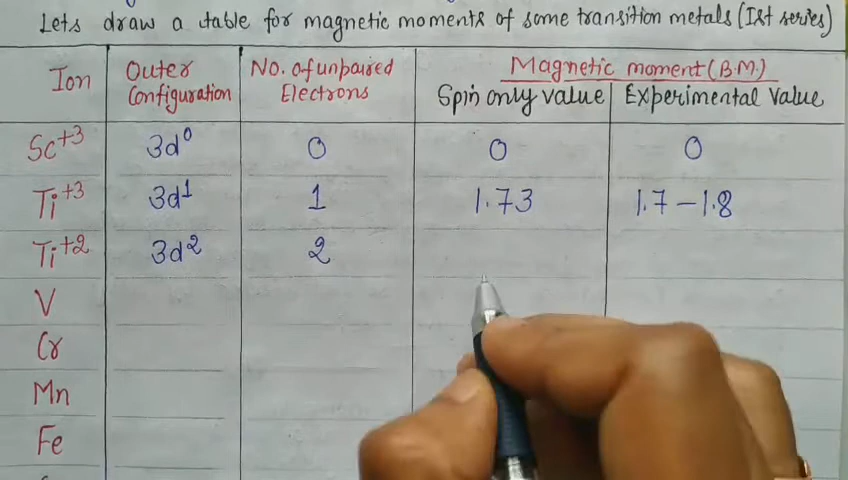 Lets draw a table for magnetic moments of some transition metals (Ist series)
Ion Outer Configuration No. of unpaired Electrons Magnetic moment (B.M.)
Spin only value Experimental value
Sc+3 3d0 0 0 0
Ti+3 3d1 1 1.73 1.7-1.8
Ti+2 3d2 2
V
Cr
Mn
Fe